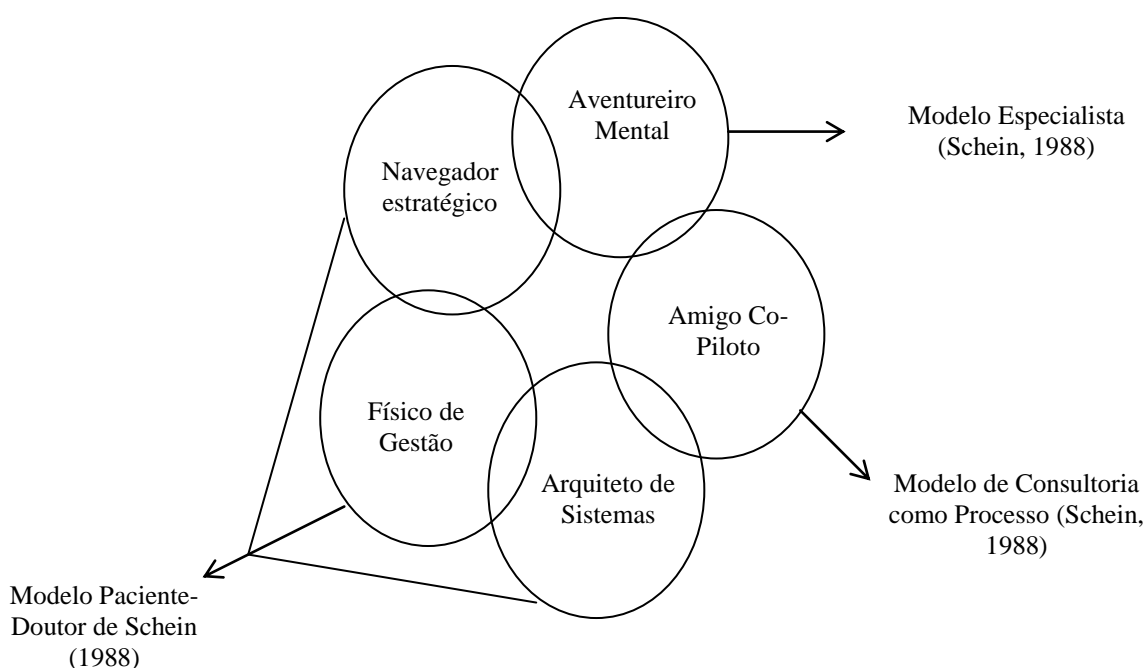 Aventureiro
Mental
Modelo Especialista
(Schein, 1988)
Navegador
estratégico
Amigo Co-
Piloto
Físico de
Gestão
Arquiteto de
Sistemas
Modelo de Consultoria
como Processo (Schein,
1988)
Modelo Paciente-
Doutor de Schein
(1988)